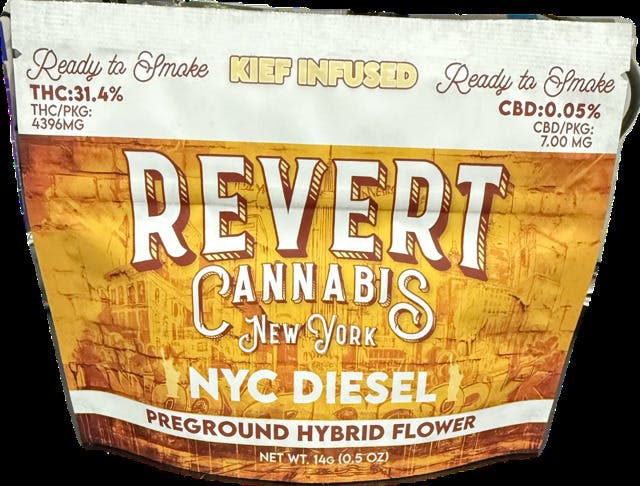 Ready to Smoke
THC:31.4%
THC/PKG:
4396MG
KIEF INFUSED
Ready to Smoke
CBD:0.05%
CBD/PKG:
7.00 MG
REVERT
CANNABIS
NEW YORK
NYC DIESEL
PREGROUND HYBRID FLOWER
NET WT. 14G (0.5 OZ)